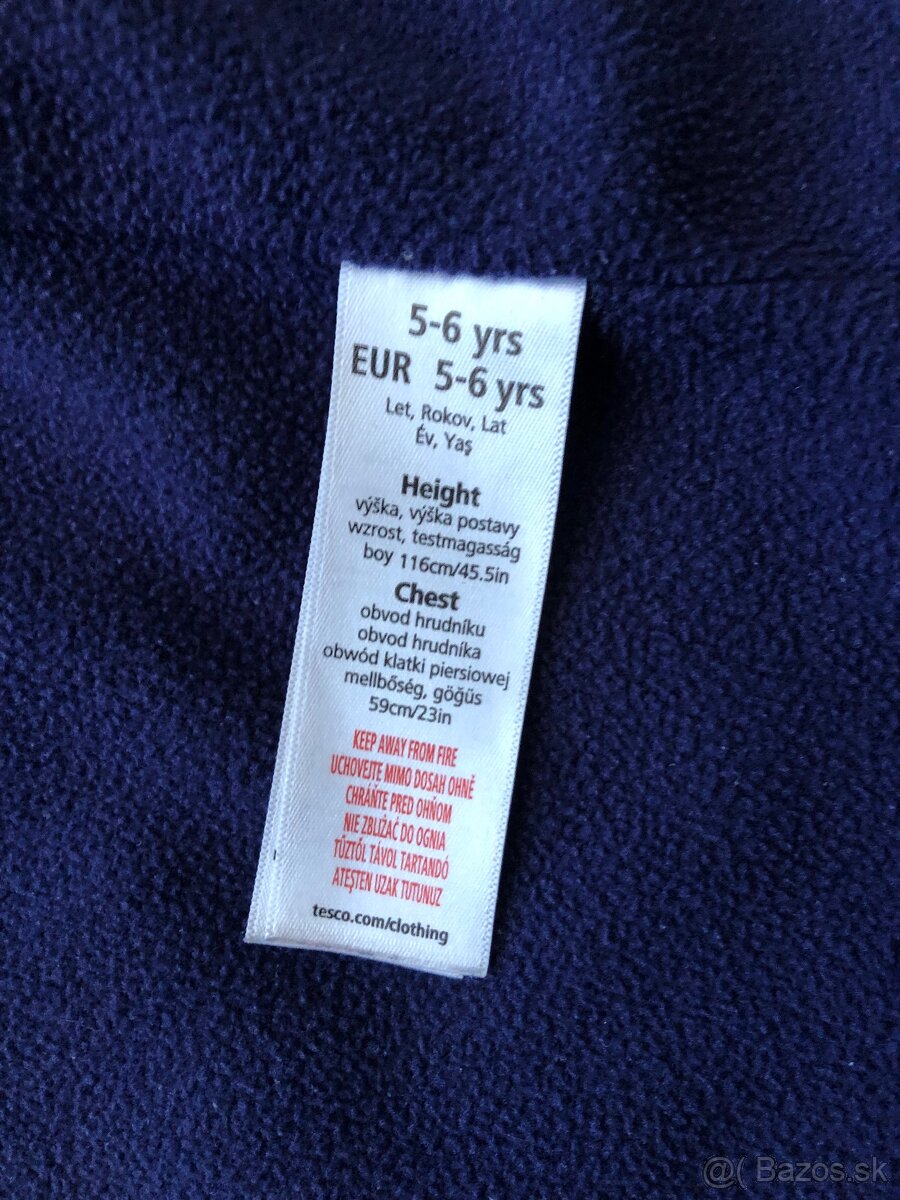 5-6 yrs
EUR 5-6 yrs
Let, Rokov, Lat
Év, Yaş
Height
výška, výška postavy
wzrost, testmagasság
boy 116cm/45.5in
Chest
obvod hrudníku
obvod hrudníka
obwód klatki piersiowej
mellbőség, göğüs
59cm/23in
KEEP AWAY FROM FIRE
UCHOVEJTE MIMO DOSAH OHNĚ
CHRÁŇTE PRED OHŇOM
NIE ZBLIŻAĆ DO OGNIA
TŰZTŐL TÁVOL TARTANDÓ
ATEŞTEN UZAK TUTUNUZ
tesco.com/clothing
@( Bazos.sk